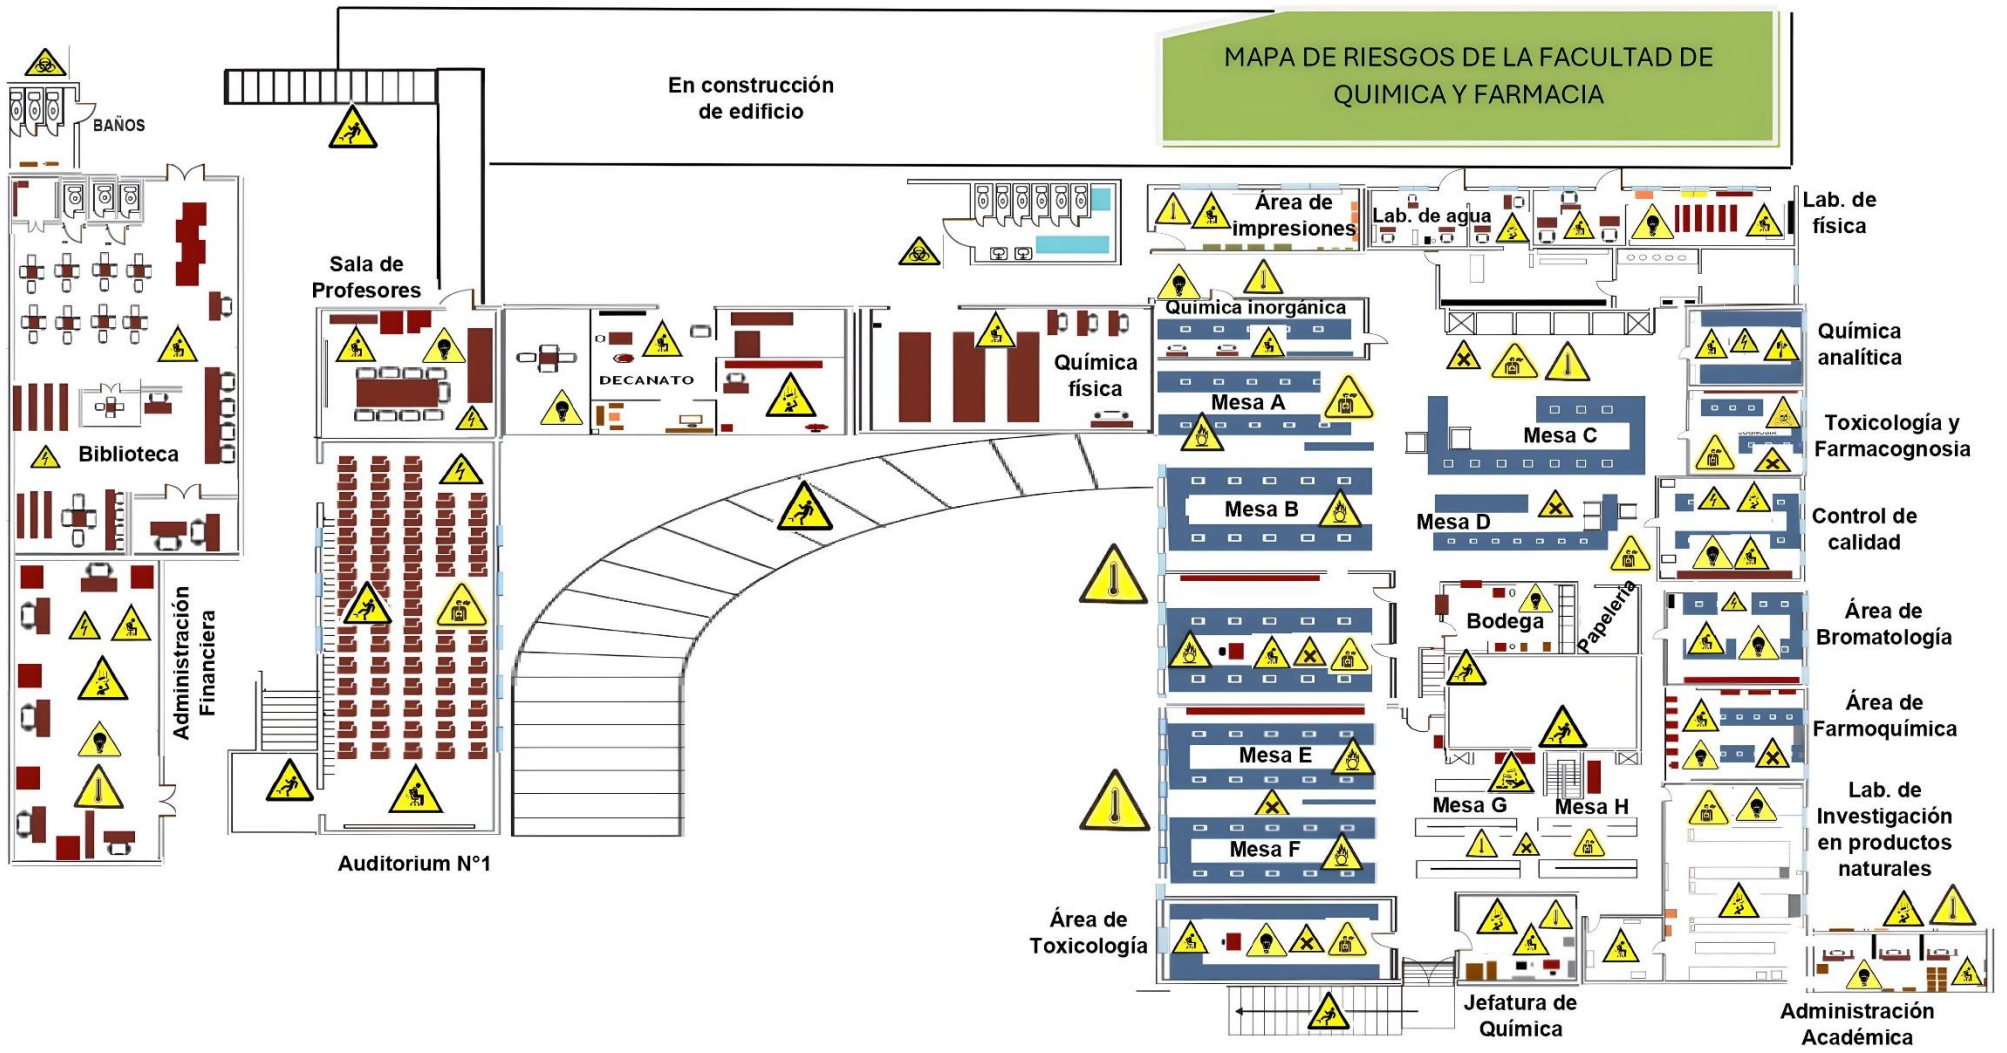 MAPA DE RIESGOS DE LA FACULTAD DE
QUIMICA Y FARMACIA
En construcción
de edificio
BAÑOS
Sala de
Profesores
Biblioteca
Administración
Financiera
DECANATO
Auditorium N°1
Química
física
Área de
impresiones
Lab. de agua
Lab. de
física
Química inorgánica
Mesa A
Mesa B
Mesa C
Mesa D
Química
analítica
Toxicología y
Farmacognosia
Control de
calidad
Bodega
Papelería
Área de
Bromatología
Área de
Farmoquímica
Mesa E
Mesa F
Mesa G
Mesa H
Lab. de
Investigación
en productos
naturales
Área de
Toxicología
Jefatura de
Química
Administración
Académica